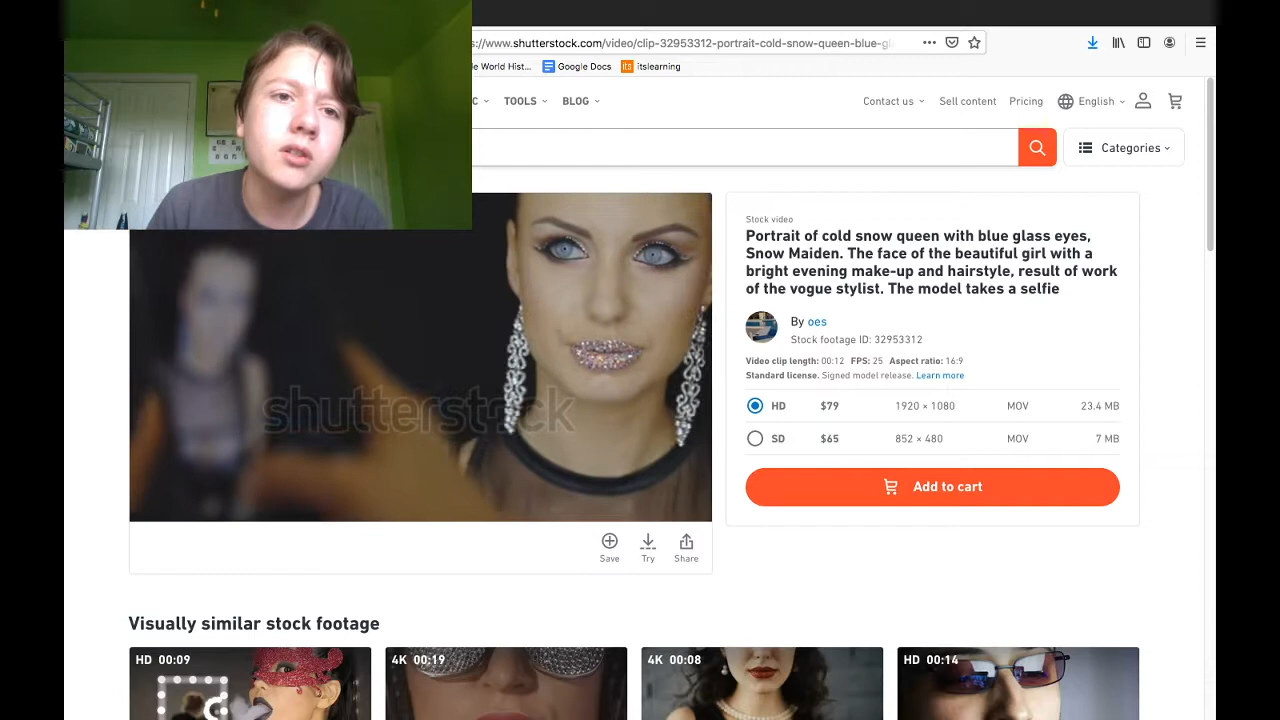 s://www.shutterstock.com/video/clip-32953312-portrait-cold-snow-queen-blue-gl
le World Hist... Google Docs its itslearning
C TOOLS BLOG Contact us Sell content Pricing English
Categories
Stock video
Portrait of cold snow queen with blue glass eyes,
Snow Maiden. The face of the beautiful girl with a
bright evening make-up and hairstyle, result of work
of the vogue stylist. The model takes a selfie
By oes
Stock footage ID: 32953312
Video clip length: 00:12 FPS: 25 Aspect ratio: 16:9
Standard license. Signed model release. Learn more
HD $79 1920 × 1080 MOV 23.4 MB
SD $65 852 × 480 MOV 7 MB
Add to cart
shutterstock
Save Try Share
Visually similar stock footage
HD 00:09 4K 00:19 4K 00:08 HD 00:14